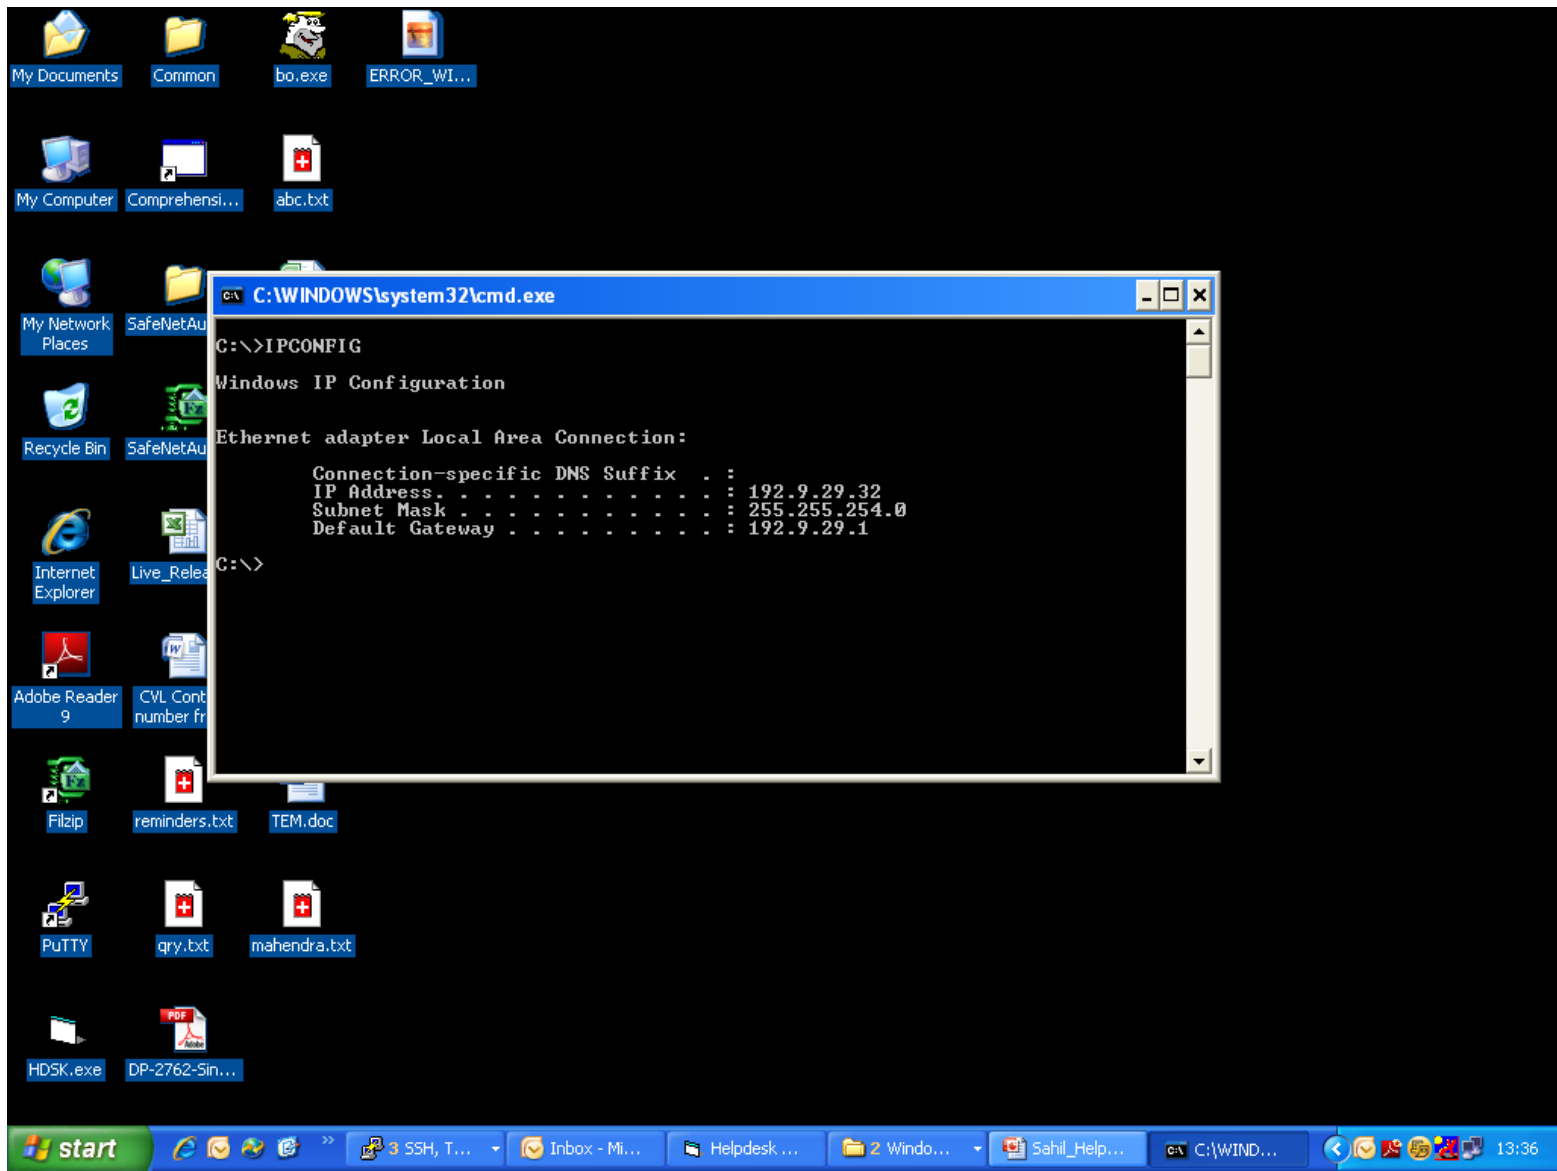 My Documents
Common
bo.exe
ERROR_WI...
My Computer
Comprehensi...
abc.txt
My Network
Places
SafeNetAu
C:\WINDOWS\system32\cmd.exe
C:\>IPCONFIG
Windows IP Configuration
Ethernet adapter Local Area Connection:
Connection-specific DNS Suffix . :
IP Address. . . . . . . . . . . . : 192.9.29.32
Subnet Mask . . . . . . . . . . . : 255.255.254.0
Default Gateway . . . . . . . . . : 192.9.29.1
C:\>
Recycle Bin
SafeNetAu
Internet
Explorer
Live_Relea
Adobe Reader
9
CVL Cont
number fr
Filzip
reminders.txt
TEM.doc
PuTTY
qry.txt
mahendra.txt
HDSK.exe
PDF
Adobe
DP-2762-Sin...
start
3 SSH, T...
Inbox - Mi...
Helpdesk ...
2 Windo...
Sahil_Help...
C:\WIND...
13:36